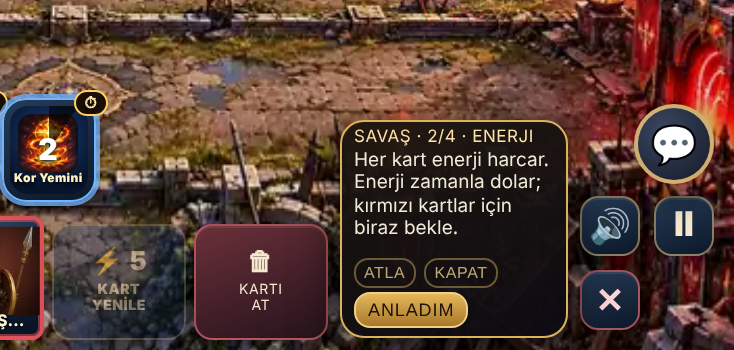 2
Kor Yemini
Ş...
⚡ 5
KART
YENİLE
KARTI
AT
SAVAŞ · 2/4 · ENERJI
Her kart enerji harcar.
Enerji zamanla dolar;
kırmızı kartlar için
biraz bekle.
ATLA
KAPAT
ANLADIM